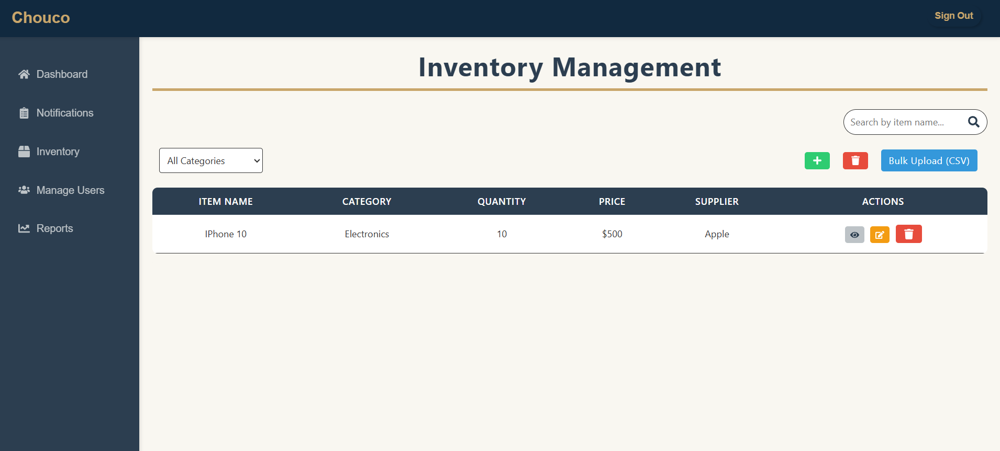 Chouco
Sign Out
Dashboard
Notifications
Inventory
Manage Users
Reports
Inventory Management
Search by item name...
All Categories
Bulk Upload (CSV)
ITEM NAME CATEGORY QUANTITY PRICE SUPPLIER ACTIONS
IPhone 10 Electronics 10 $500 Apple